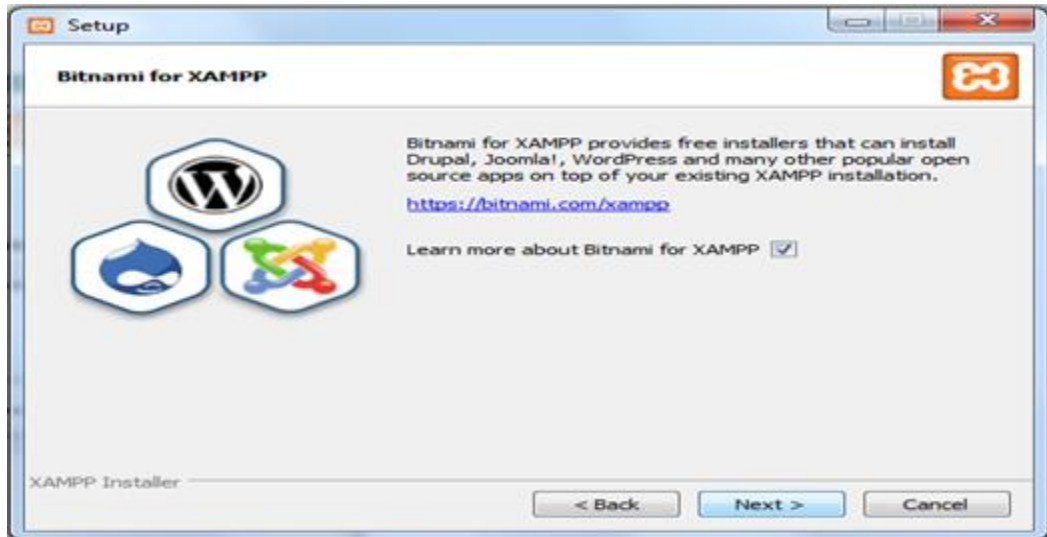 Setup
Bitnami for XAMPP
Bitnami for XAMPP provides free installers that can install
Drupal, Joomla!, WordPress and many other popular open
source apps on top of your existing XAMPP installation.
https://bitnami.com/xampp
Learn more about Bitnami for XAMPP
XAMPP Installer
< Back Next > Cancel